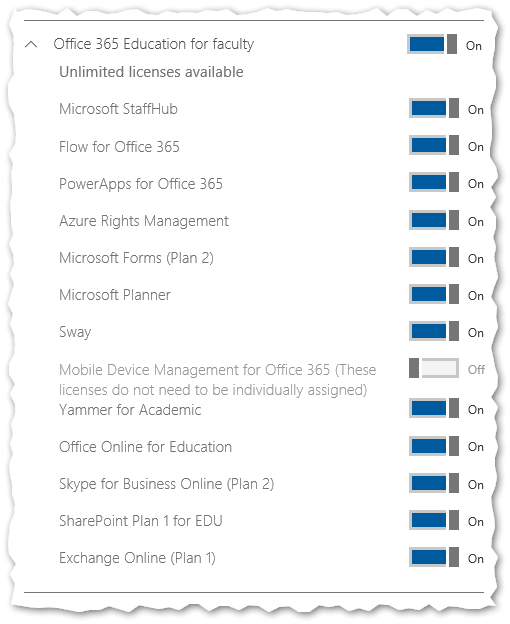 Office 365 Education for faculty On
Unlimited licenses available
Microsoft StaffHub On
Flow for Office 365 On
PowerApps for Office 365 On
Azure Rights Management On
Microsoft Forms (Plan 2) On
Microsoft Planner On
Sway On
Mobile Device Management for Office 365 (These Off
licenses do not need to be individually assigned)
Yammer for Academic On
Office Online for Education On
Skype for Business Online (Plan 2) On
SharePoint Plan 1 for EDU On
Exchange Online (Plan 1) On